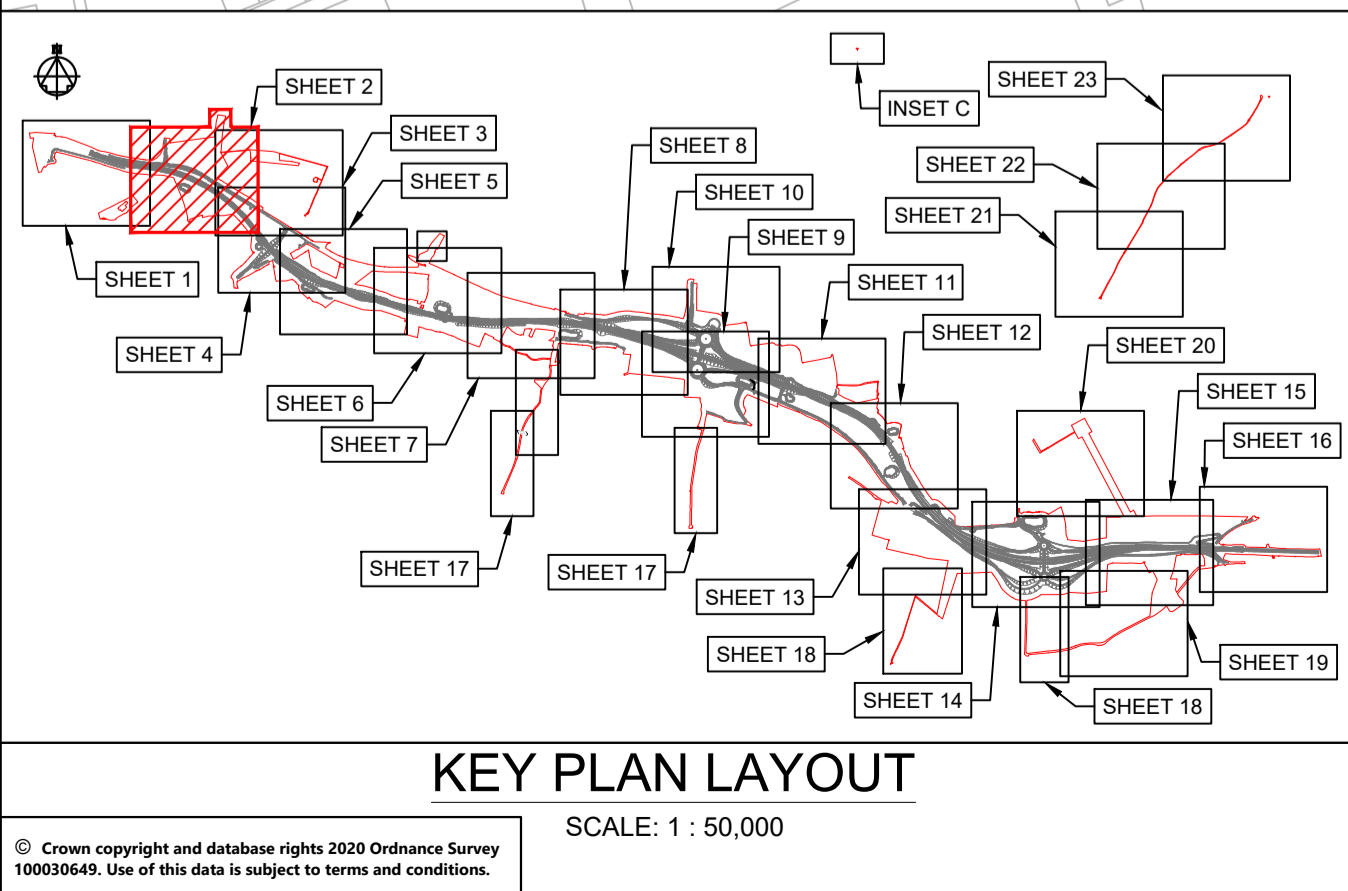 SHEET 2
SHEET 3
SHEET 5
SHEET 8
SHEET 10
SHEET 9
SHEET 11
SHEET 12
INSET C
SHEET 23
SHEET 22
SHEET 21
SHEET 1
SHEET 4
SHEET 6
SHEET 7
SHEET 20
SHEET 15
SHEET 16
SHEET 17
SHEET 17
SHEET 13
SHEET 18
SHEET 14
SHEET 19
SHEET 18
KEY PLAN LAYOUT
SCALE: 1 : 50,000
© Crown copyright and database rights 2020 Ordnance Survey
100030649. Use of this data is subject to terms and conditions.